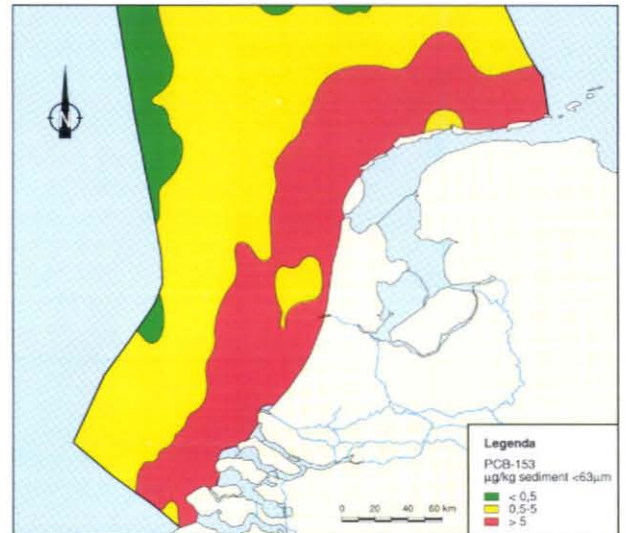 N
0 20 40 60 km
Legenda
PCB-153
µg/kg sediment <63µm
< 0,5
0,5-5
> 5